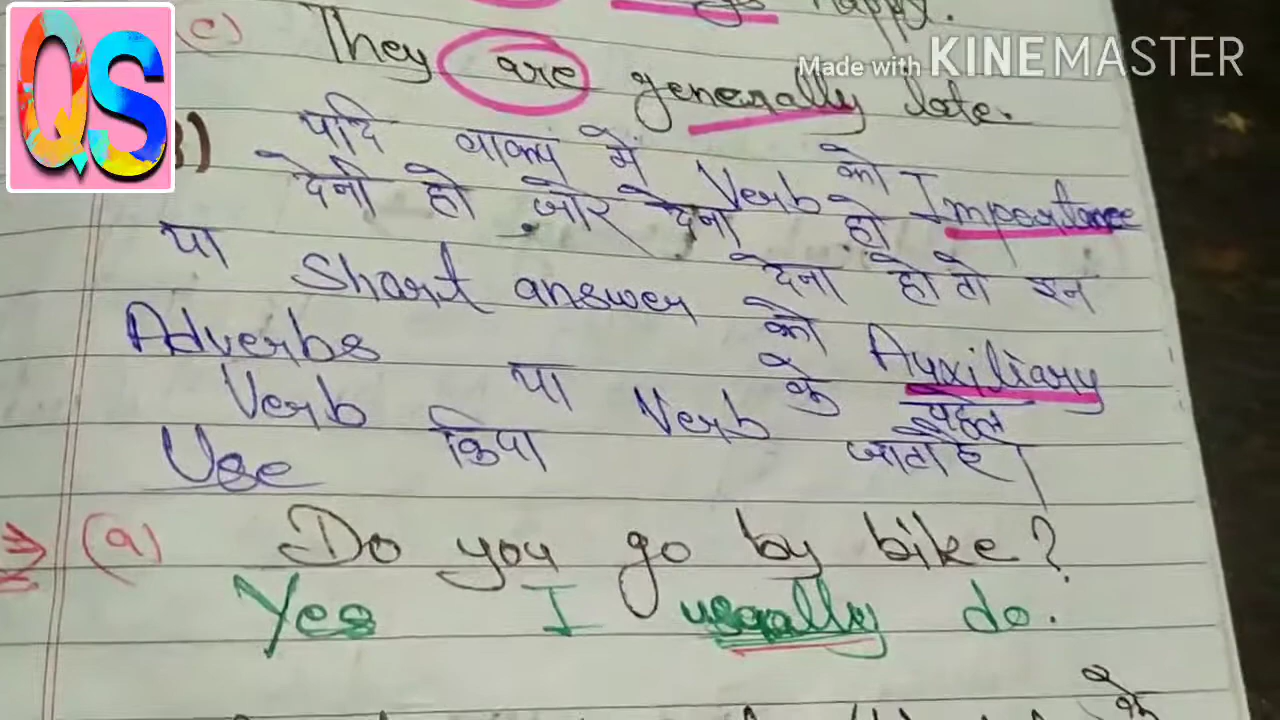 happy.
(c) They are generally late.
Made with KINEMASTER
QS
3) यदि वाक्य में Verb को Importance
देनी हो जोर देना हो
या Short answer देना हो तो इन
Adverbs को Auxiliary
Verb या Verb के पहले
Use किया जाता है।
(a) Do you go by bike?
Yes I usually do.
के